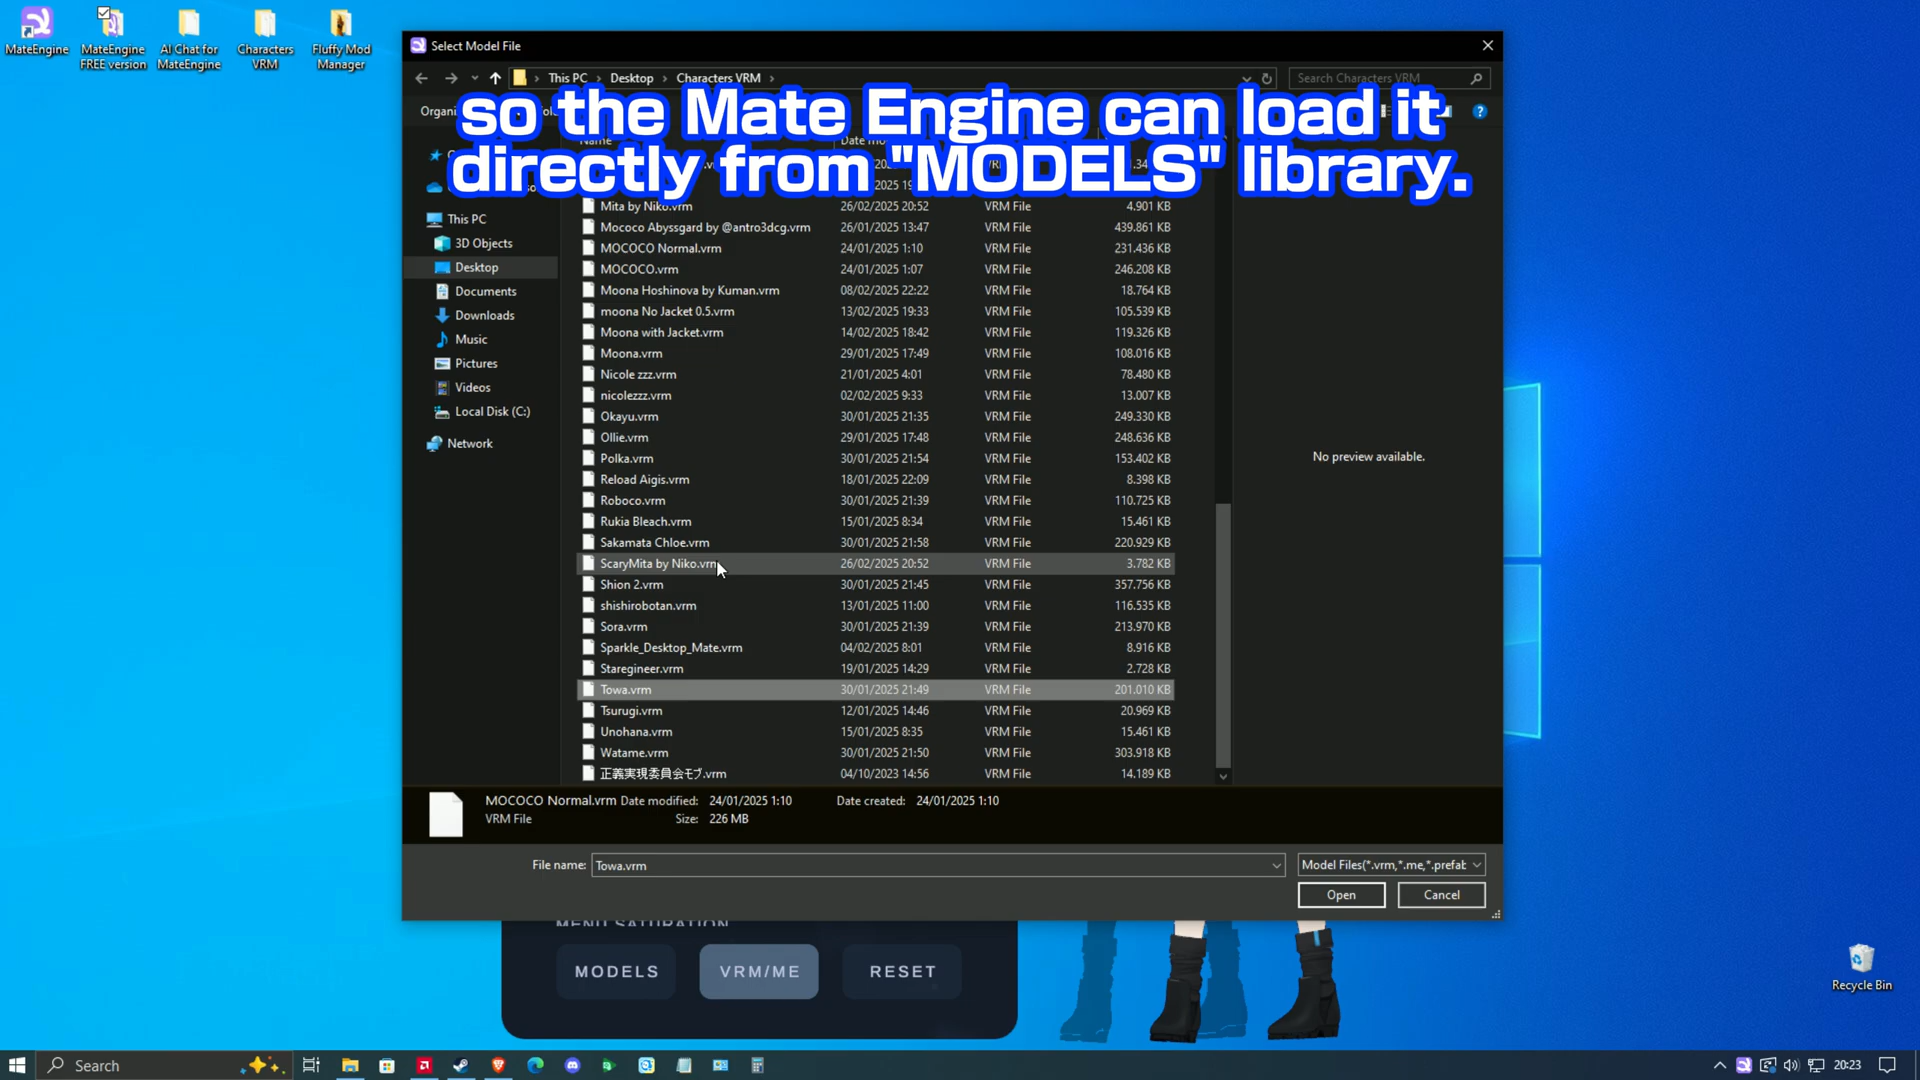 MateEngine
MateEngine
FREE version
AI Chat for
MateEngine
Characters
VRM
Fluffy Mod
Manager
Select Model File
This PC › Desktop › Characters VRM ›
Search Characters VRM
so the Mate Engine can load it
directly from "MODELS" library.
This PC
3D Objects
Desktop
Documents
Downloads
Music
Pictures
Videos
Local Disk (C:)
Network
Mita by Niko.vrm 26/02/2025 20:52 VRM File 4.901 KB
Mococo Abyssgard by @antro3dcg.vrm 26/01/2025 13:47 VRM File 439.861 KB
MOCOCO Normal.vrm 24/01/2025 1:10 VRM File 231.436 KB
MOCOCO.vrm 24/01/2025 1:07 VRM File 246.208 KB
Moona Hoshinova by Kuman.vrm 08/02/2025 22:22 VRM File 18.764 KB
moona No Jacket 0.5.vrm 13/02/2025 19:33 VRM File 105.539 KB
Moona with Jacket.vrm 14/02/2025 18:42 VRM File 119.326 KB
Moona.vrm 29/01/2025 17:49 VRM File 108.016 KB
Nicole zzz.vrm 21/01/2025 4:01 VRM File 78.480 KB
nicolezzz.vrm 02/02/2025 9:33 VRM File 13.007 KB
Okayu.vrm 30/01/2025 21:35 VRM File 249.330 KB
Ollie.vrm 29/01/2025 17:48 VRM File 248.636 KB
Polka.vrm 30/01/2025 21:54 VRM File 153.402 KB
Reload Aigis.vrm 18/01/2025 22:09 VRM File 8.398 KB
Roboco.vrm 30/01/2025 21:39 VRM File 110.725 KB
Rukia Bleach.vrm 15/01/2025 8:34 VRM File 15.461 KB
Sakamata Chloe.vrm 30/01/2025 21:58 VRM File 220.929 KB
ScaryMita by Niko.vrm 26/02/2025 20:52 VRM File 3.782 KB
Shion 2.vrm 30/01/2025 21:45 VRM File 357.756 KB
shishirobotan.vrm 13/01/2025 11:00 VRM File 116.535 KB
Sora.vrm 30/01/2025 21:39 VRM File 213.970 KB
Sparkle_Desktop_Mate.vrm 04/02/2025 8:01 VRM File 8.916 KB
Staregineer.vrm 19/01/2025 14:29 VRM File 2.728 KB
Towa.vrm 30/01/2025 21:49 VRM File 201.010 KB
Tsurugi.vrm 12/01/2025 14:46 VRM File 20.969 KB
Unohana.vrm 15/01/2025 8:35 VRM File 15.461 KB
Watame.vrm 30/01/2025 21:50 VRM File 303.918 KB
正義実現委員会モブ.vrm 04/10/2023 14:56 VRM File 14.189 KB
No preview available.
MOCOCO Normal.vrm Date modified: 24/01/2025 1:10 Date created: 24/01/2025 1:10
VRM File Size: 226 MB
File name: Towa.vrm Model Files(*.vrm,*.me,*.prefab
Open Cancel
MENU SATURATION
MODELS VRM/ME RESET
Recycle Bin
Search
20:23